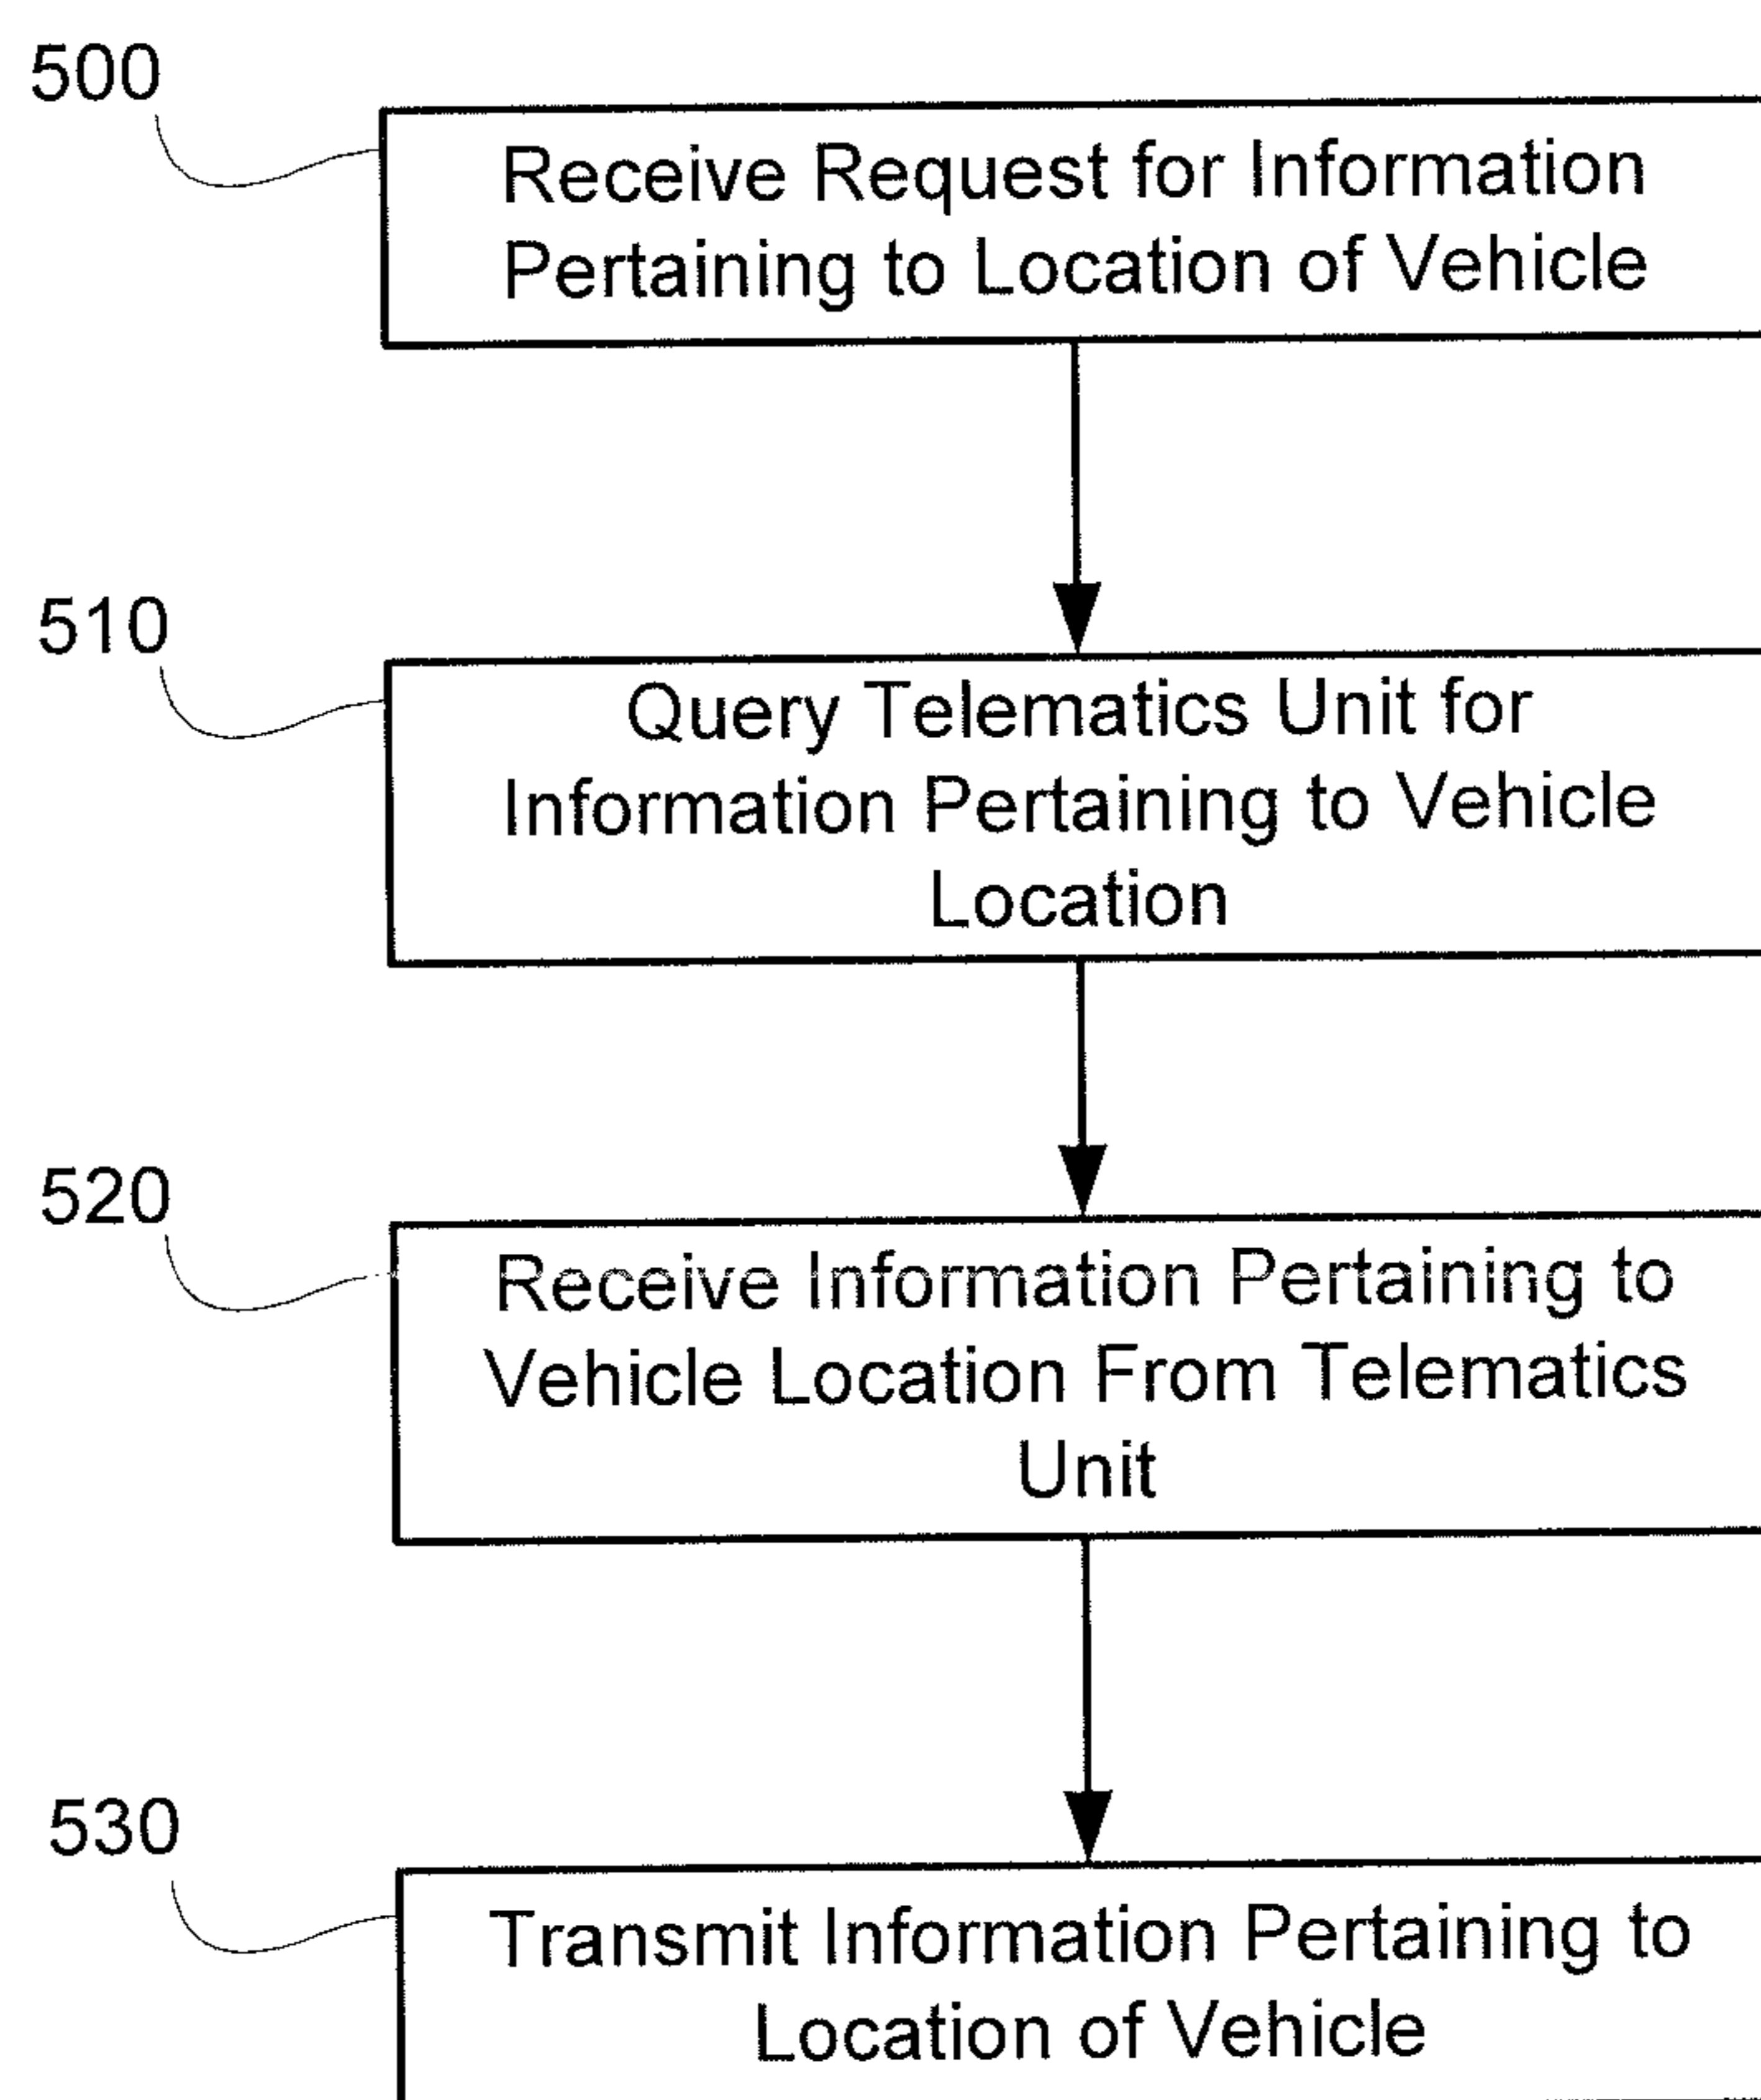 500
Receive Request for Information
Pertaining to Location of Vehicle
510
Query Telematics Unit for
Information Pertaining to Vehicle
Location
520
Receive Information Pertaining to
Vehicle Location From Telematics
Unit
530
Transmit Information Pertaining to
Location of Vehicle